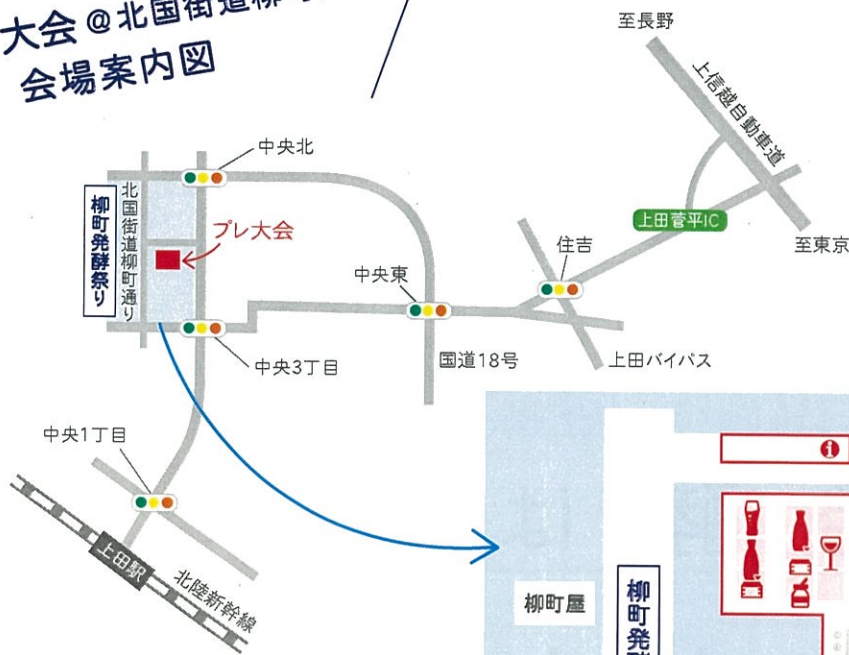 大会@北国街道柳
会場案内図
至長野
上信越自動車道
中央北
北国街道柳町通り
柳町発酵祭り
プレ大会
上田菅平IC
至東京
住吉
中央東
中央3丁目
国道18号
上田バイパス
中央1丁目
上田駅
北陸新幹線
柳町屋
柳町発